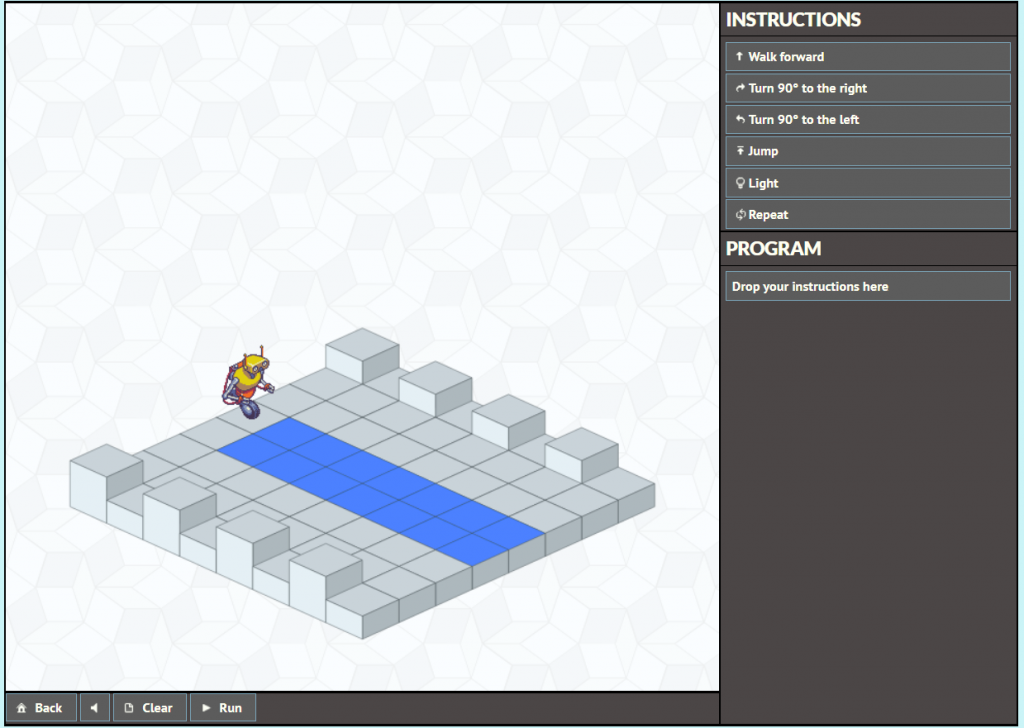 INSTRUCTIONS
Walk forward
Turn 90° to the right
Turn 90° to the left
Jump
Light
Repeat
PROGRAM
Drop your instructions here
Back
Clear
Run